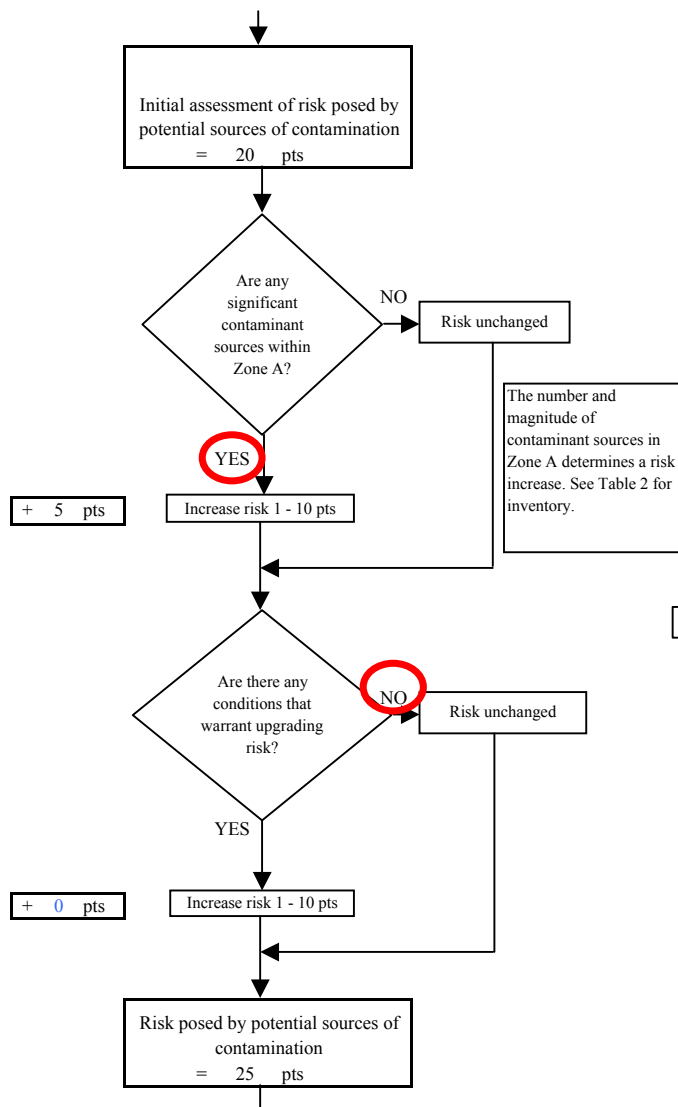 Initial assessment of risk posed by
potential sources of contamination
= 20 pts
Are any
significant
contaminant
sources within
Zone A?
NO
Risk unchanged
The number and
magnitude of
contaminant sources in
Zone A determines a risk
increase. See Table 2 for
inventory.
YES
+ 5 pts
Increase risk 1 - 10 pts
Are there any
conditions that
warrant upgrading
risk?
NO
Risk unchanged
YES
+ 0 pts
Increase risk 1 - 10 pts
Risk posed by potential sources of
contamination
= 25 pts